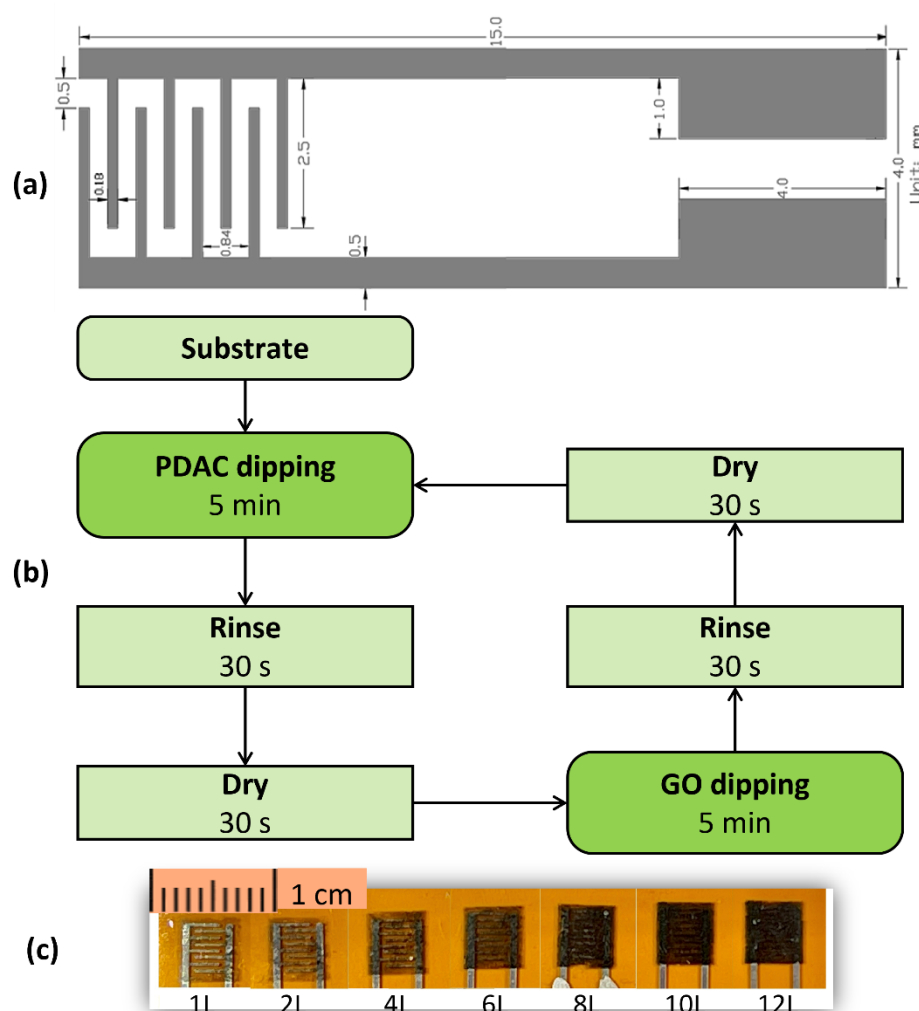 15.0
0.5
1.0
2.5
(a)
0.18
4.0
4.0
Unit: mm
0.84
0.5
Substrate
PDAC dipping
5 min
Dry
30 s
(b)
Rinse
30 s
Rinse
30 s
Dry
30 s
GO dipping
5 min
1 cm
(c)
1L 2L 4L 6L 8L 10L 12L